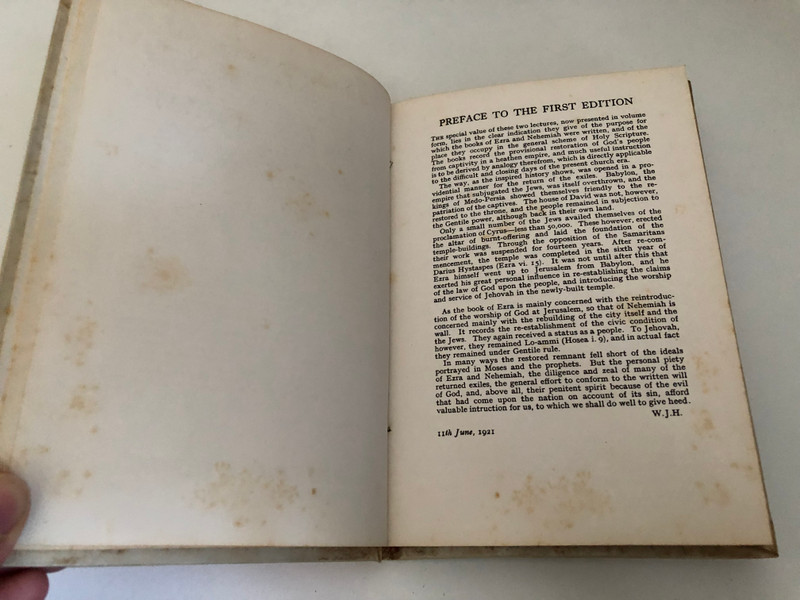 PREFACE TO THE FIRST EDITION
THE special value of these two lectures, now presented in volume
form, lies in the clear indication they give of the purpose for
which the books of Ezra and Nehemiah were written, and of the
place they occupy in the general scheme of Holy Scripture.
The books record the provisional restoration of God's people
from captivity in a heathen empire, and much useful instruction
is to be derived by analogy therefrom, which is directly applicable
to the difficult and closing days of the present church era.
The way, as the inspired history shows, was opened in a pro-
vidential manner for the return of the exiles. Babylon, the
empire that subjugated the Jews, was itself overthrown, and the
kings of Medo-Persia showed themselves friendly to the re-
patriation of the captives. The house of David was not, however,
restored to the throne, and the people remained in subjection to
the Gentile power, although back in their own land.
Only a small number of the Jews availed themselves of the
proclamation of Cyrus—less than 50,000. These however, erected
the altar of burnt-offering and laid the foundation of the
temple-buildings. Through the opposition of the Samaritans
their work was suspended for fourteen years. After re-com-
mencement, the temple was completed in the sixth year of
Darius Hystaspes (Ezra vi. 15). It was not until after this that
Ezra himself went up to Jerusalem from Babylon, and he
exerted his great personal influence in re-establishing the claims
of the law of God upon the people, and introducing the worship
and service of Jehovah in the newly-built temple.
As the book of Ezra is mainly concerned with the reintroduc-
tion of the worship of God at Jerusalem, so that of Nehemiah is
concerned mainly with the rebuilding of the city itself and the
wall. It records the re-establishment of the civic condition of
the Jews. They again received a status as a people. To Jehovah,
however, they remained Lo-ammi (Hosea i. 9), and in actual fact
they remained under Gentile rule.
In many ways the restored remnant fell short of the ideals
portrayed in Moses and the prophets. But the personal piety
of Ezra and Nehemiah, the diligence and zeal of many of the
returned exiles, the general effort to conform to the written will
of God, and, above all, their penitent spirit because of the evil
that had come upon the nation on account of its sin, afford
valuable intruction for us, to which we shall do well to give heed.
W.J.H.
11th June, 1921